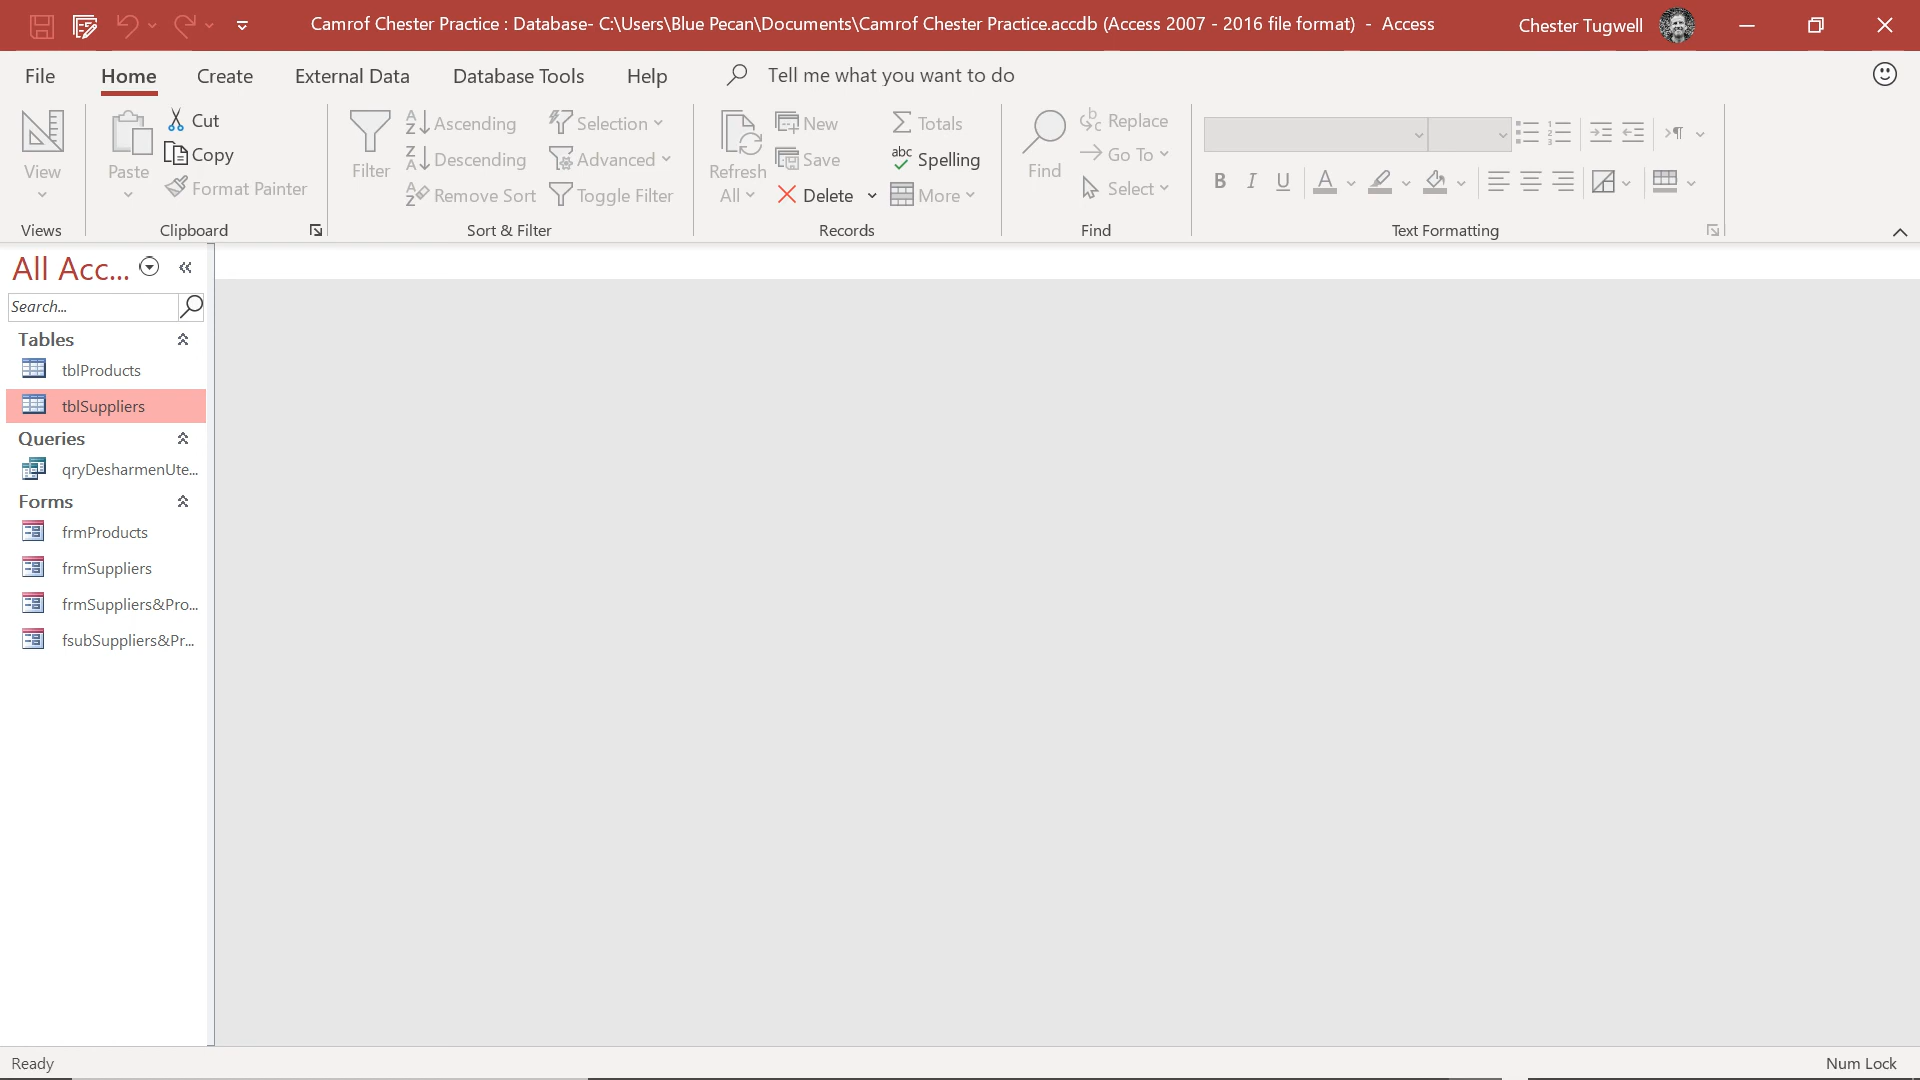 Camrof Chester Practice : Database- C:\Users\Blue Pecan\Documents\Camrof Chester Practice.accdb (Access 2007 - 2016 file format) - Access
Chester Tugwell
File
Home
Create
External Data
Database Tools
Help
Tell me what you want to do
View
Views
Paste
Cut
Copy
Format Painter
Clipboard
Filter
Ascending
Descending
Remove Sort
Selection
Advanced
Toggle Filter
Sort & Filter
Refresh
All
New
Save
Delete
Totals
Spelling
More
Records
Find
Replace
Go To
Select
Find
B I U A
Text Formatting
All Acc...
Search...
Tables
tblProducts
tblSuppliers
Queries
qryDesharmenUte...
Forms
frmProducts
frmSuppliers
frmSuppliers&Pro...
fsubSuppliers&Pr...
Ready
Num Lock